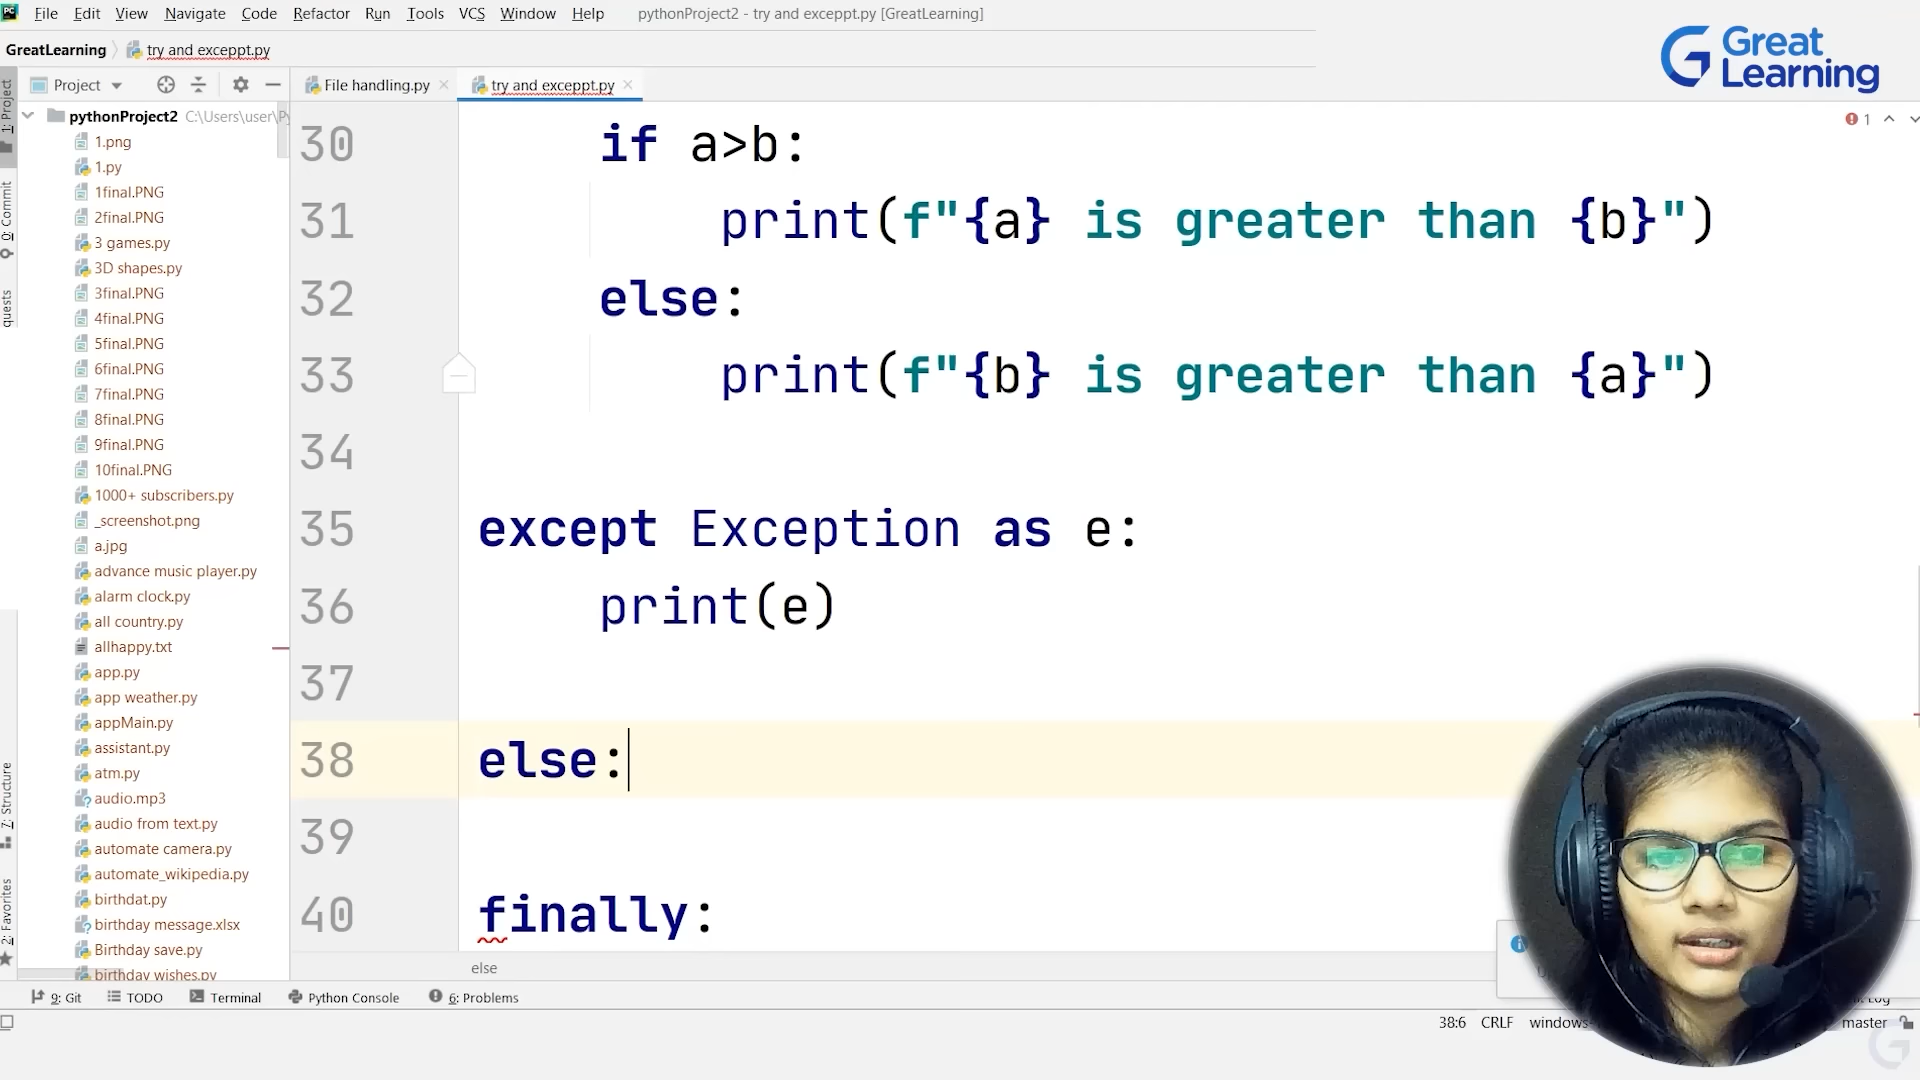 File Edit View Navigate Code Refactor Run Tools VCS Window Help pythonProject2 - try and exceppt.py [GreatLearning]
Great
Learning
GreatLearning try and exceppt.py
Project
File handling.py
try and exceppt.py
1: Project
0: Commit
quests
7: Structure
2: Favorites
pythonProject2 C:\Users\user\Py
1.png
1.py
1final.PNG
2final.PNG
3 games.py
3D shapes.py
3final.PNG
4final.PNG
5final.PNG
6final.PNG
7final.PNG
8final.PNG
9final.PNG
10final.PNG
1000+ subscribers.py
_screenshot.png
a.jpg
advance music player.py
alarm clock.py
all country.py
allhappy.txt
app.py
app weather.py
appMain.py
assistant.py
atm.py
audio.mp3
audio from text.py
automate camera.py
automate_wikipedia.py
birthdat.py
birthday message.xlsx
Birthday save.py
birthday wishes.py
1
30 if a>b:
31 print(f"{a} is greater than {b}")
32 else:
33 print(f"{b} is greater than {a}")
34
35 except Exception as e:
36 print(e)
37
38 else:
39
40 finally:
else
9: Git TODO Terminal Python Console 6: Problems
38:6 CRLF windows- master